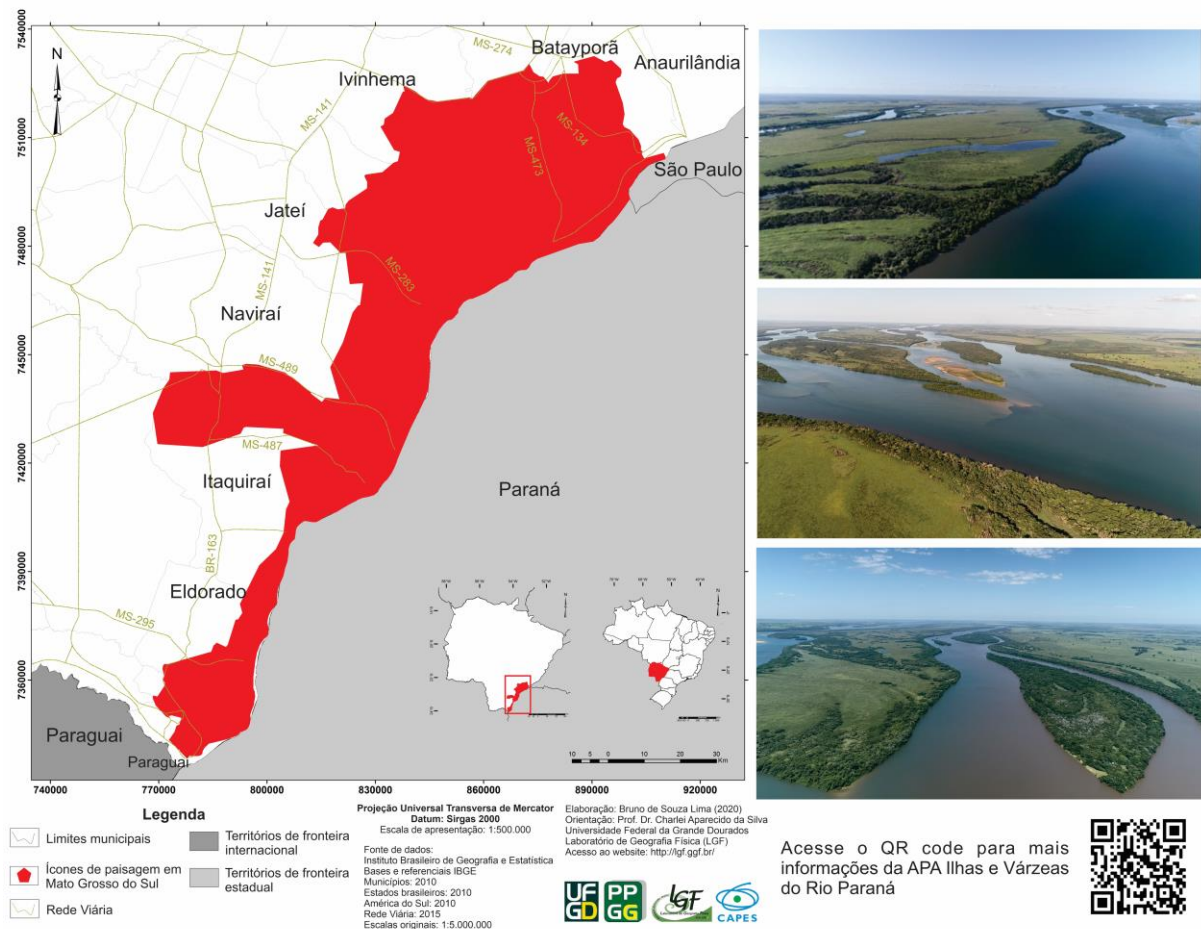 7540000
7510000
7480000
7450000
7420000
7390000
7360000
N
Batayporã
MS-274
Anaurilândia
Ivinhema
MS-141
MS-134
MS-473
São Paulo
Jateí
MS-283
MS-141
Naviraí
MS-489
MS-487
Itaquiraí
Paraná
BR-163
Eldorado
MS-295
Paraguai
Paraguai
10 5 0 10 20 30
Km
740000 770000 800000 830000 860000 890000 920000
Legenda
Limites municipais
Ícones de paisagem em
Mato Grosso do Sul
Rede Viária
Territórios de fronteira
internacional
Territórios de fronteira
estadual
Projeção Universal Transversa de Mercator
Datum: Sirgas 2000
Escala de apresentação: 1:500.000
Fonte de dados:
Instituto Brasileiro de Geografia e Estatística
Bases e referenciais IBGE
Municípios: 2010
Estados brasileiros: 2010
América do Sul: 2010
Rede Viária: 2015
Escalas originais: 1:5.000.000
Elaboração: Bruno de Souza Lima (2020)
Orientação: Prof. Dr. Charlei Aparecido da Silva
Universidade Federal da Grande Dourados
Laboratório de Geografia Física (LGF)
Acesso ao website: http://lgf.ggf.br/
UF
GD
PP
GG
LGF
CAPES
Acesse o QR code para mais
informações da APA Ilhas e Várzeas
do Rio Paraná